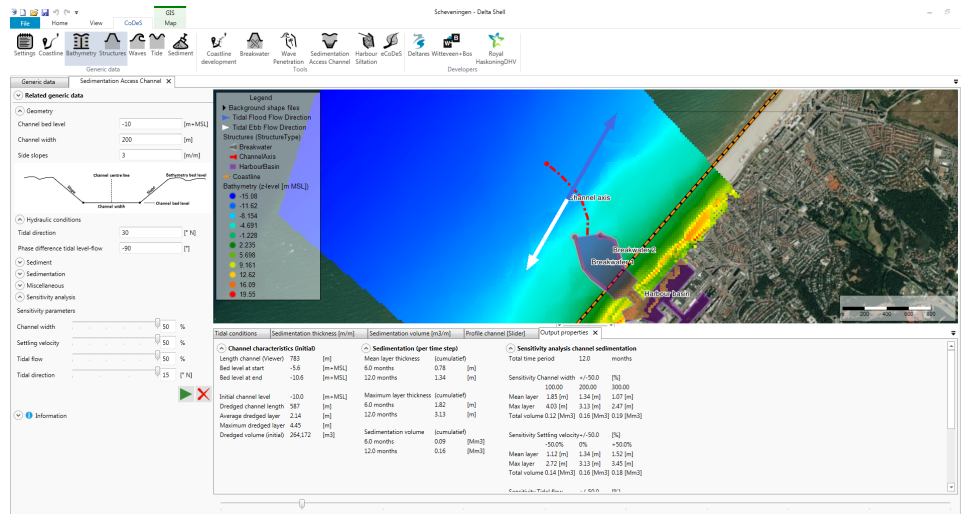 Scheveningen - Delta Shell
GIS
File Home View CoDeS Map
Settings Coastline Bathymetry Structures Waves Tide Sediment
Coastline development Breakwater Wave Penetration Sedimentation Access Channel Harbour Siltation eCoDeS Deltares Witteveen+Bos Royal HaskoningDHV
Generic data Tools Developers
Generic data Sedimentation Access Channel X
Related generic data
Geometry
Channel bed level -10 [m+MSL]
Channel width 200 [m]
Side slopes 3 [m/m]
Channel centre line Bathymetry bed level
Slope Slope
Channel width Channel bed level
Hydraulic conditions
Tidal direction 30 [° N]
Phase difference tidal level-flow -90 [°]
Sediment
Sedimentation
Miscellaneous
Sensitivity analysis
Sensitivity parameters
Channel width 50 %
Settling velocity 50 %
Tidal flow 50 %
Tidal direction 15 [° N]
Information
Legend
Background shape files
Tidal Flood Flow Direction
Tidal Ebb Flow Direction
Structures (StructureType)
Breakwater
ChannelAxis
HarbourBasin
Coastline
Bathymetry (z-level [m MSL])
-15.08
-11.62
-8.154
-4.691
-1.228
2.235
5.698
9.161
12.62
16.09
19.55
Channel axis
Breakwater 2
Breakwater 1
Harbour basin
200 400 600 800
Tidal conditions Sedimentation thickness [m/m] Sedimentation volume [m3/m] Profile channel [Slider] Output properties X
Channel characteristics (initial)
Length channel (Viewer) 783 [m]
Bed level at start -5.6 [m+MSL]
Bed level at end -10.6 [m+MSL]
Initial channel level -10.0 [m+MSL]
Dredged channel length 587 [m]
Average dredged layer 2.14 [m]
Maximum dredged layer 4.45 [m]
Dredged volume (initial) 264,172 [m3]
Sedimentation (per time step)
Mean layer thickness (cumulatief)
6.0 months 0.78 [m]
12.0 months 1.34 [m]
Maximum layer thickness (cumulatief)
6.0 months 1.82 [m]
12.0 months 3.13 [m]
Sedimentation volume (cumulatief)
6.0 months 0.09 [Mm3]
12.0 months 0.16 [Mm3]
Sensitivity analysis channel sedimentation
Total time period 12.0 months
Sensitivity Channel width +/-50.0 [%]
100.00 200.00 300.00
Mean layer 1.85 [m] 1.34 [m] 1.07 [m]
Max layer 4.03 [m] 3.13 [m] 2.47 [m]
Total volume 0.12 [Mm3] 0.16 [Mm3] 0.19 [Mm3]
Sensitivity Settling velocity +/-50.0 [%]
-50.0% 0% +50.0%
Mean layer 1.12 [m] 1.34 [m] 1.52 [m]
Max layer 2.72 [m] 3.13 [m] 3.45 [m]
Total volume 0.14 [Mm3] 0.16 [Mm3] 0.18 [Mm3]
Sensitivity Tidal flow +/-50.0 [%]